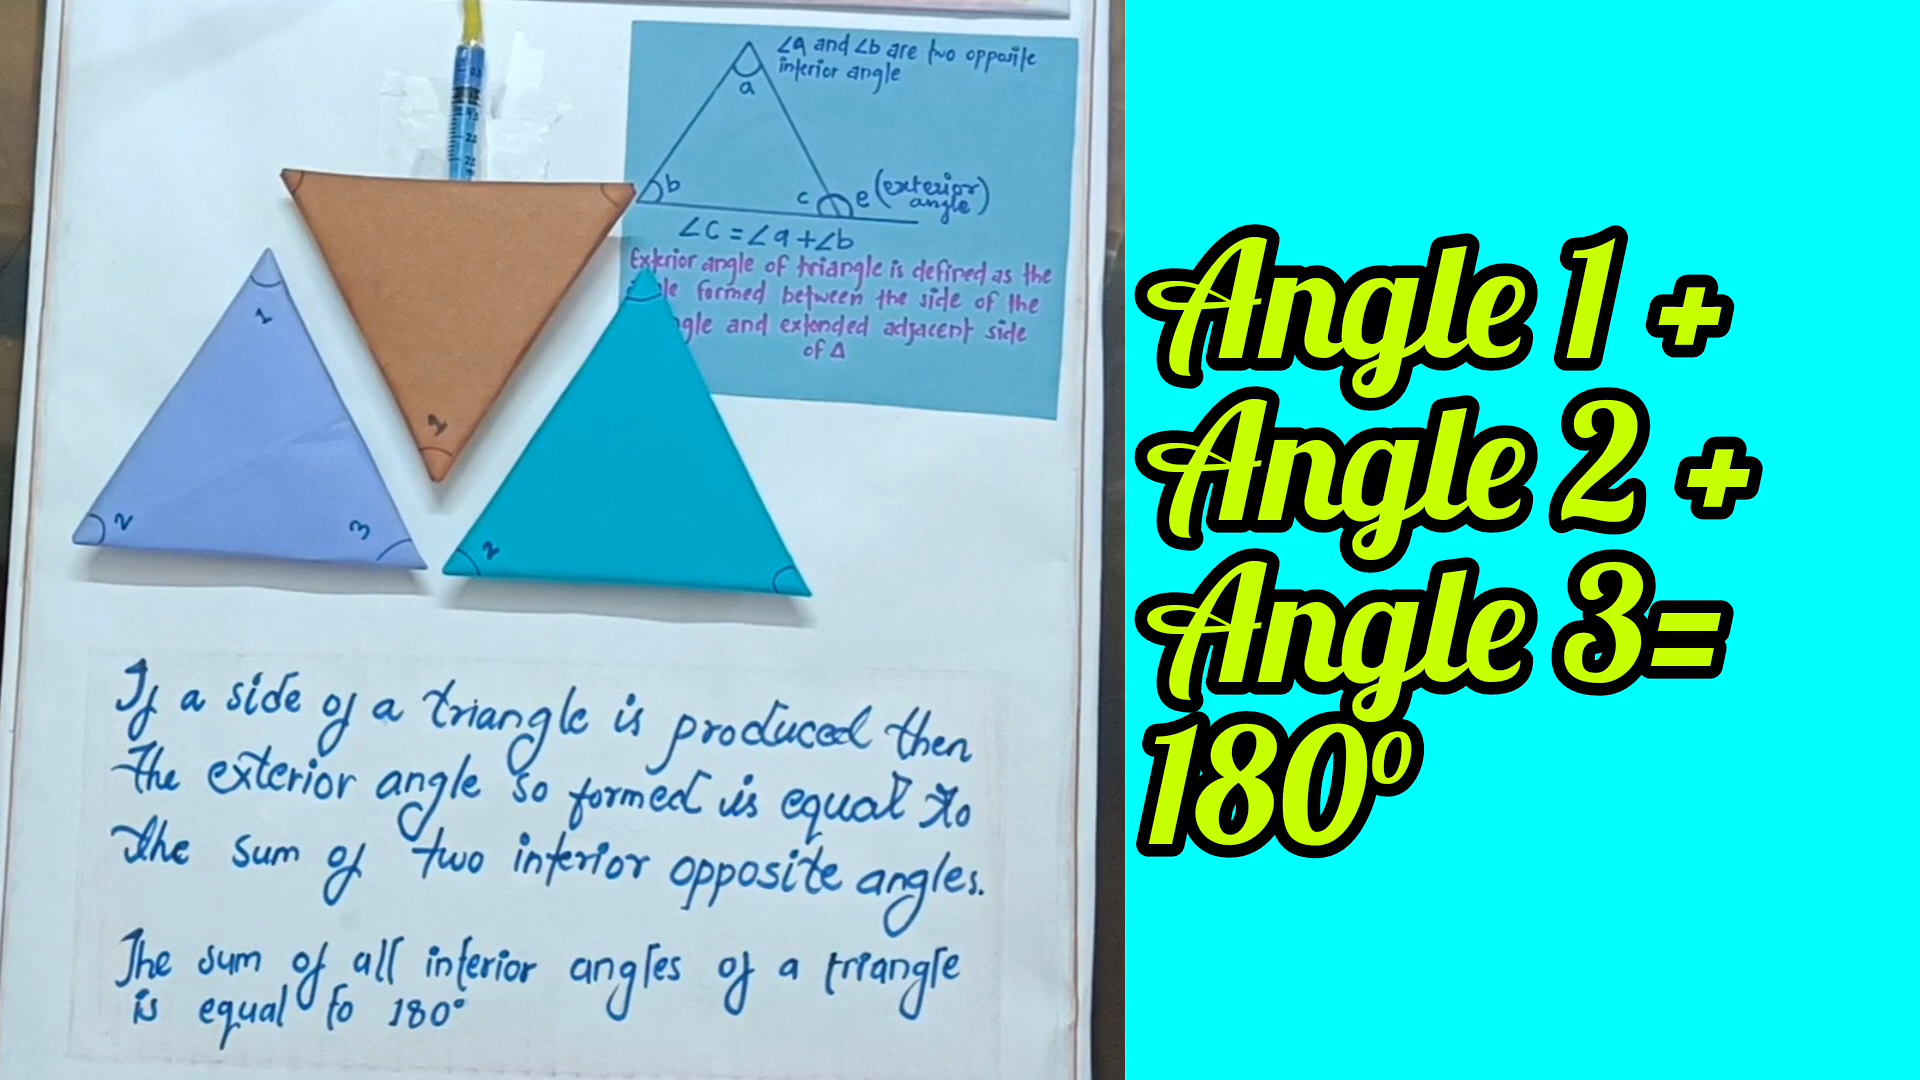 ∠a and ∠b are two opposite
interior angle
a
b
c
e (exterior
angle)
∠C = ∠a + ∠b
Exterior angle of triangle is defined as the
le formed between the side of the
gle and extended adjacent side
of Δ
1
2
3
1
2
If a side of a triangle is produced then
the exterior angle so formed is equal to
the sum of two interior opposite angles.
The sum of all interior angles of a triangle
is equal to 180°
Angle 1 +
Angle 2 +
Angle 3=
180°